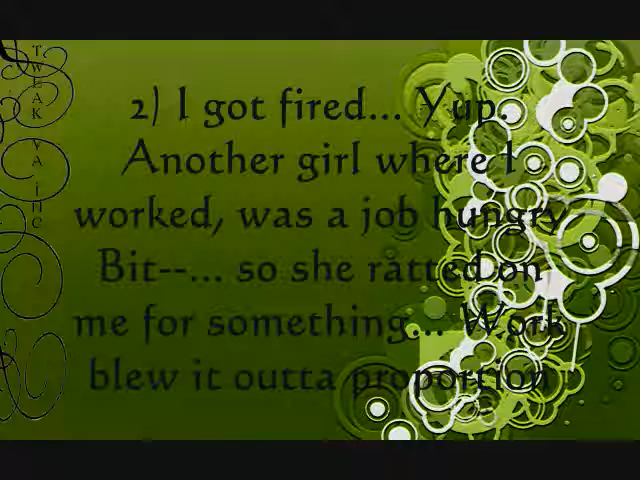 2) I got fired... Yup.
Another girl where I
worked, was a job hungry
Bit--... so she ratted on
me for something... Work
blew it outta proportion